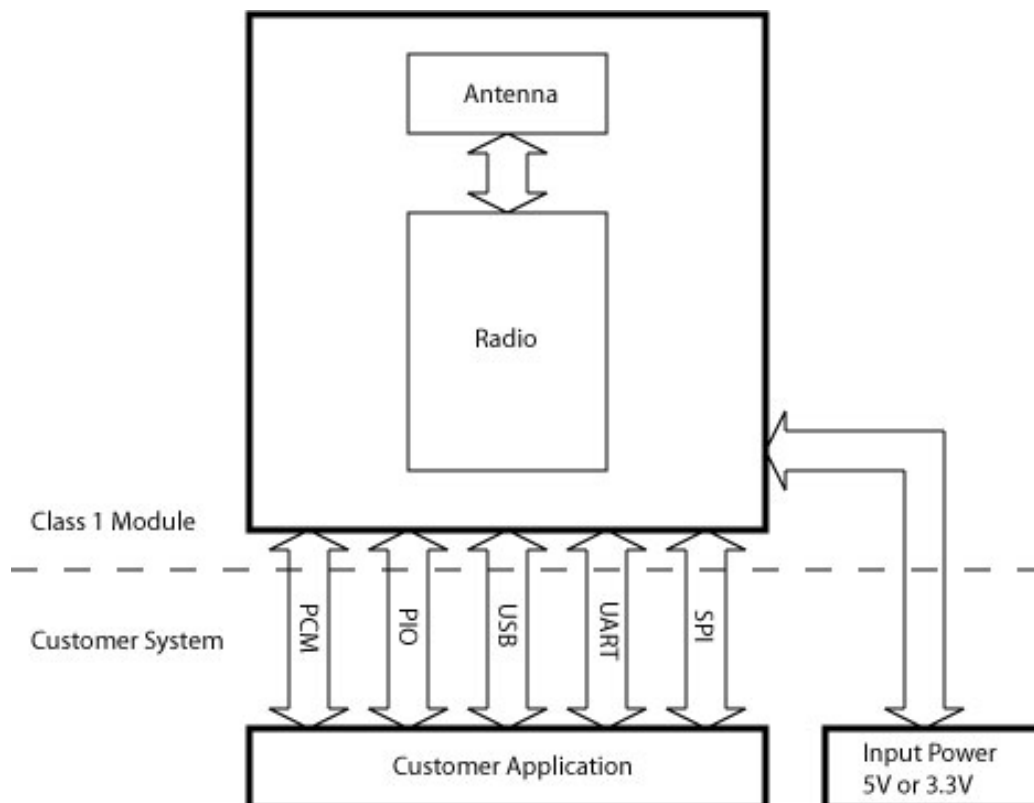 Antenna
Radio
Class 1 Module
Customer System
PCM
PIO
USB
UART
SPI
Customer Application
Input Power
5V or 3.3V